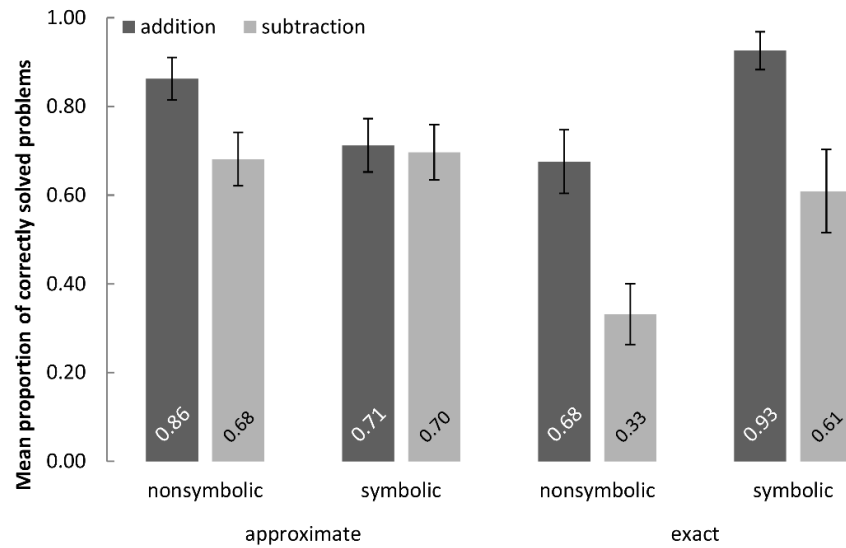 Mean proportion of correctly solved problems
1.00
0.80
0.60
0.40
0.20
0.00
addition subtraction
0.86 0.68 0.71 0.70 0.68 0.33 0.93 0.61
nonsymbolic symbolic nonsymbolic symbolic
approximate exact